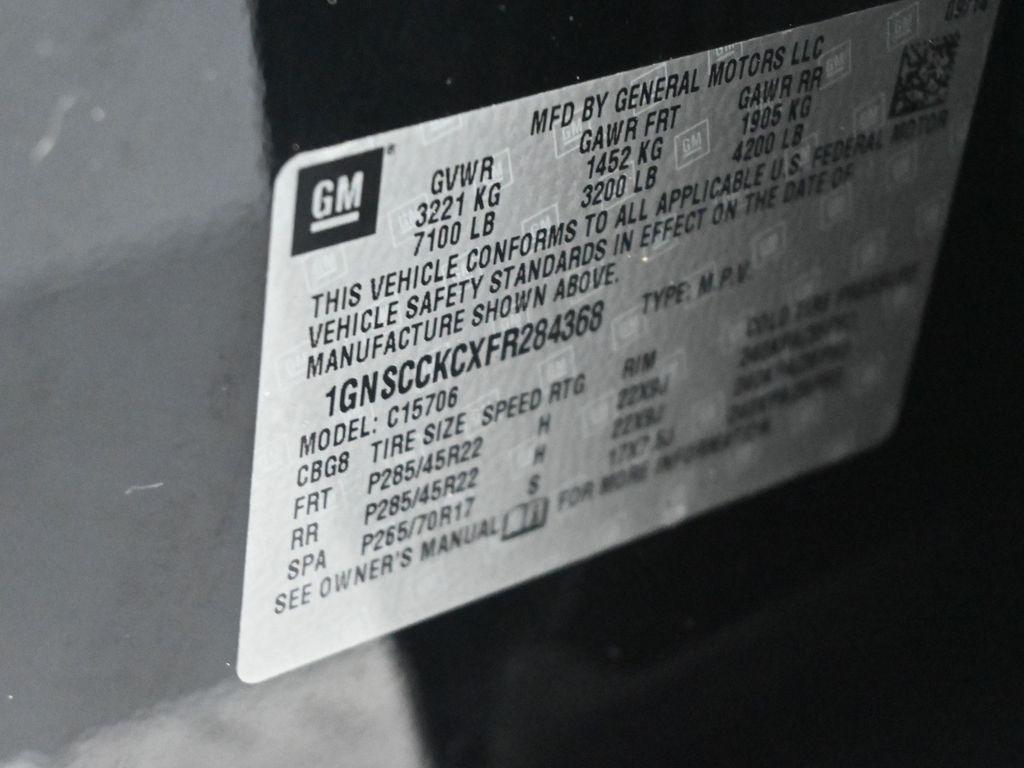 09/14
MFD BY GENERAL MOTORS LLC
GM
GVWR GAWR FRT GAWR RR
3221 KG 1452 KG 1905 KG
7100 LB 3200 LB 4200 LB
THIS VEHICLE CONFORMS TO ALL APPLICABLE U.S. FEDERAL MOTOR
VEHICLE SAFETY STANDARDS IN EFFECT ON THE DATE OF
MANUFACTURE SHOWN ABOVE.
1GNSCCKCXFR284368 TYPE: M.P.V.
MODEL: C15706
CBG8 TIRE SIZE SPEED RTG RIM COLD TIRE PRESSURE
FRT P285/45R22 H 22X9J
RR P285/45R22 H 22X9J
SPA P265/70R17 S 17X7.5J
SEE OWNER'S MANUAL FOR MORE INFORMATION